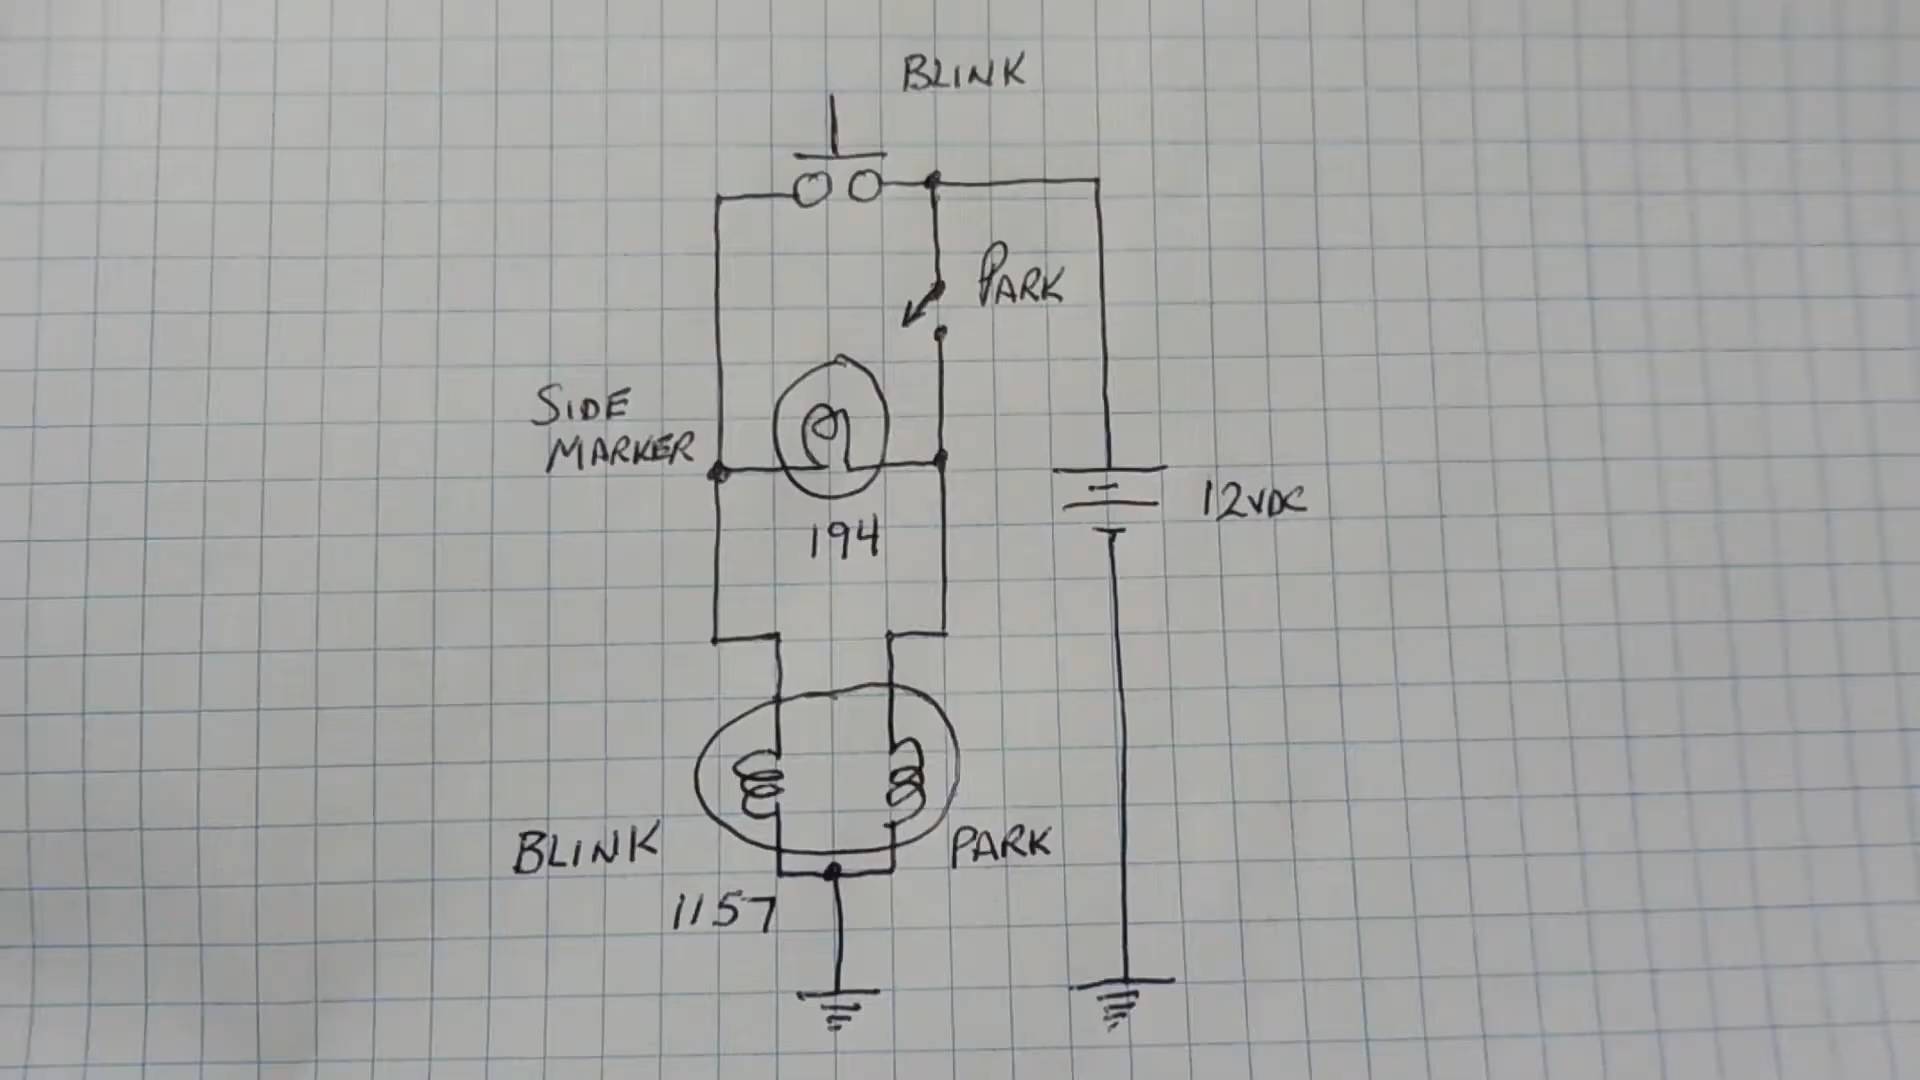 BLINK
PARK
SIDE
MARKER
194
12VDC
BLINK
PARK
1157